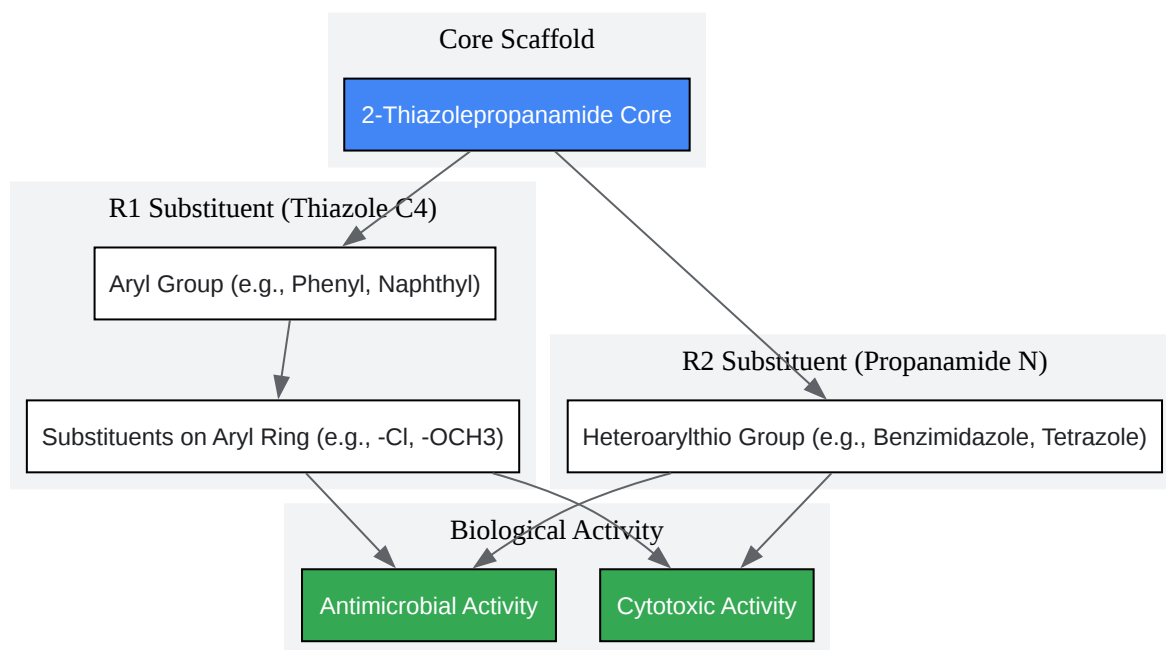 Core Scaffold
2-Thiazolepropanamide Core
R1 Substituent (Thiazole C4)
Aryl Group (e.g., Phenyl, Naphthyl)
R2 Substituent (Propanamide N)
Substituents on Aryl Ring (e.g., -Cl, -OCH3)
Heteroarylthio Group (e.g., Benzimidazole, Tetrazole)
Biological Activity
Antimicrobial Activity
Cytotoxic Activity